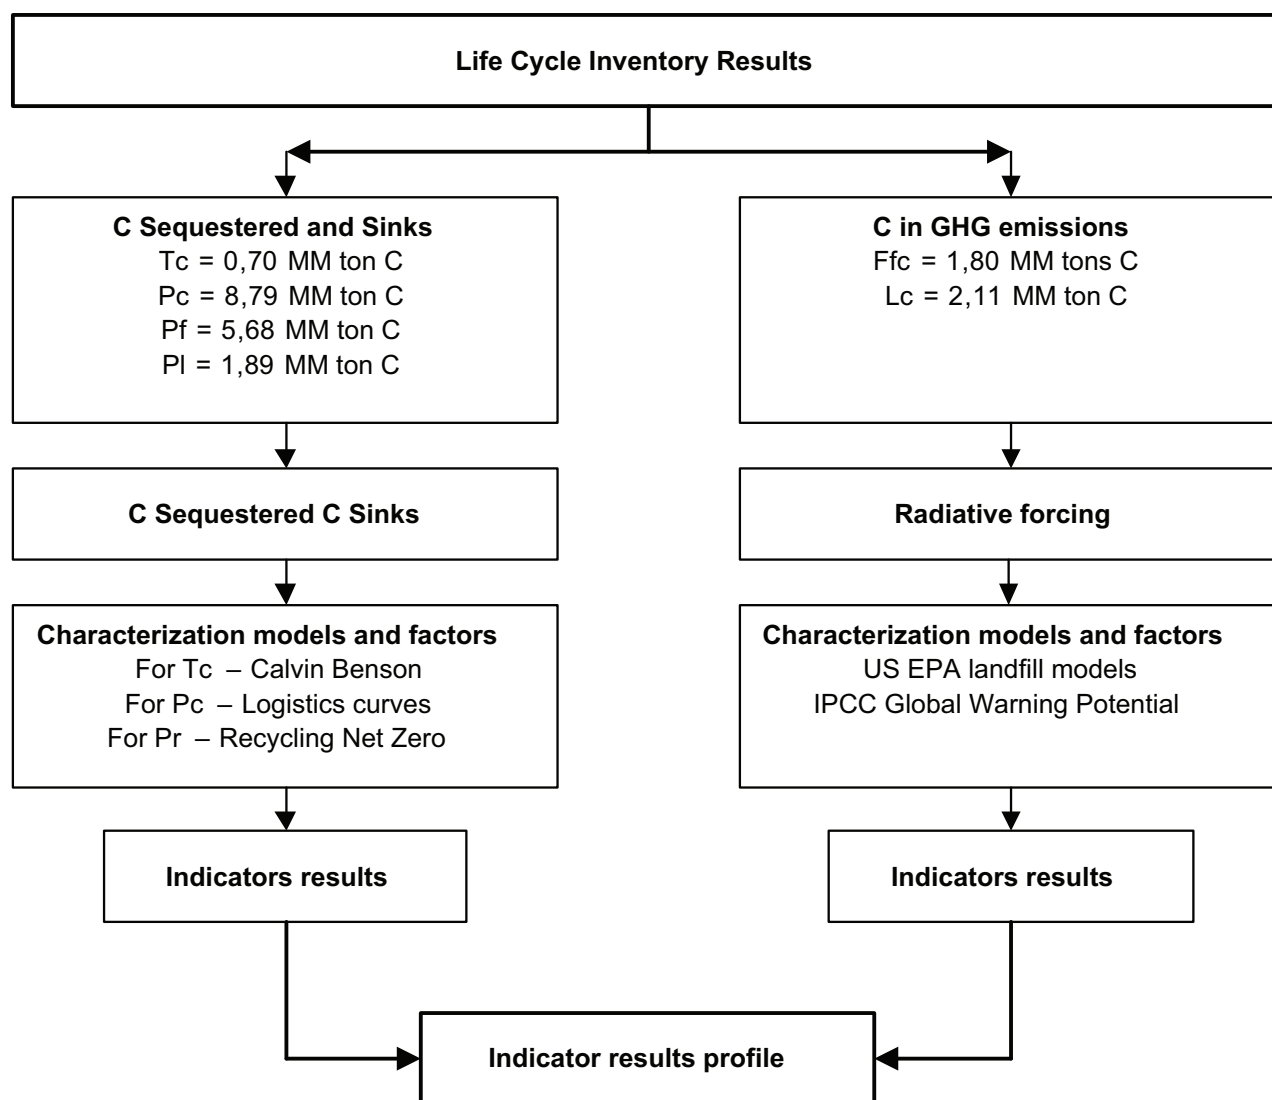 Life Cycle Inventory Results
C Sequestered and Sinks
Tc = 0,70 MM ton C
Pc = 8,79 MM ton C
Pf = 5,68 MM ton C
Pl = 1,89 MM ton C
C in GHG emissions
Ffc = 1,80 MM tons C
Lc = 2,11 MM ton C
C Sequestered C Sinks
Radiative forcing
Characterization models and factors
For Tc – Calvin Benson
For Pc – Logistics curves
For Pr – Recycling Net Zero
Characterization models and factors
US EPA landfill models
IPCC Global Warning Potential
Indicators results
Indicators results
Indicator results profile